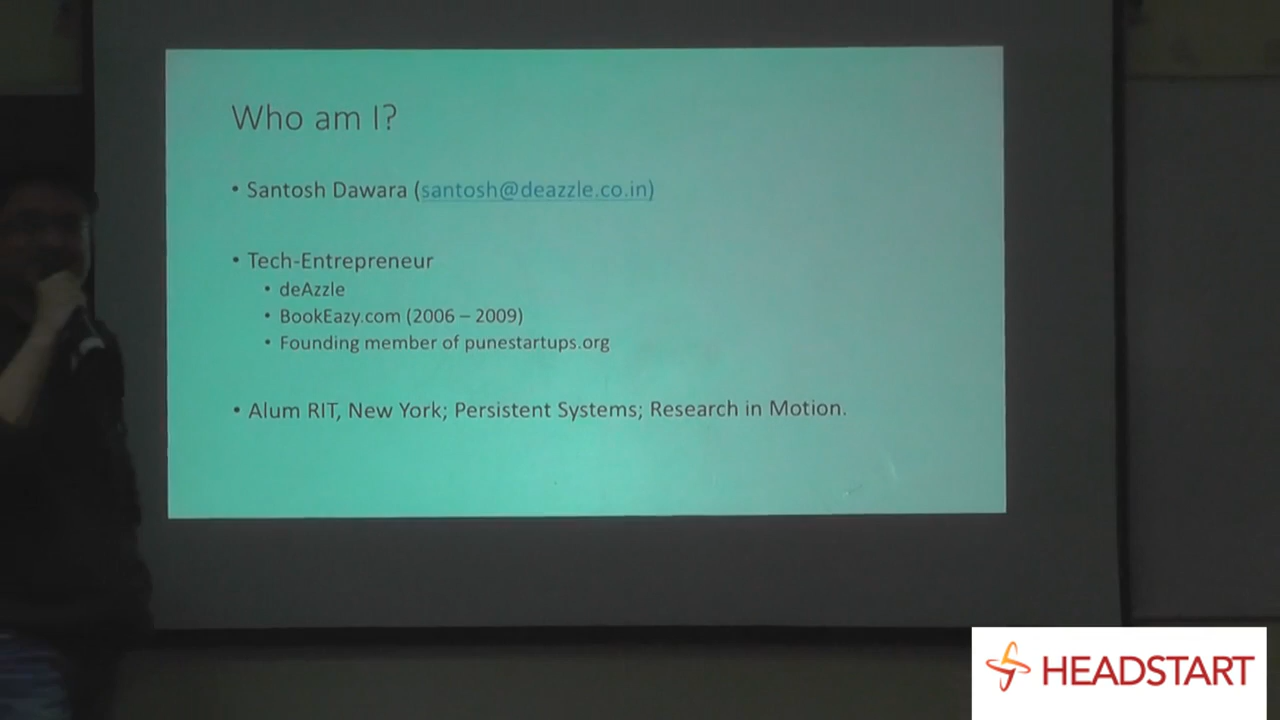 Who am I?
• Santosh Dawara (santosh@deazzle.co.in)
• Tech-Entrepreneur
• deAzzle
• BookEazy.com (2006 – 2009)
• Founding member of punestartups.org
• Alum RIT, New York; Persistent Systems; Research in Motion.
HEADSTART